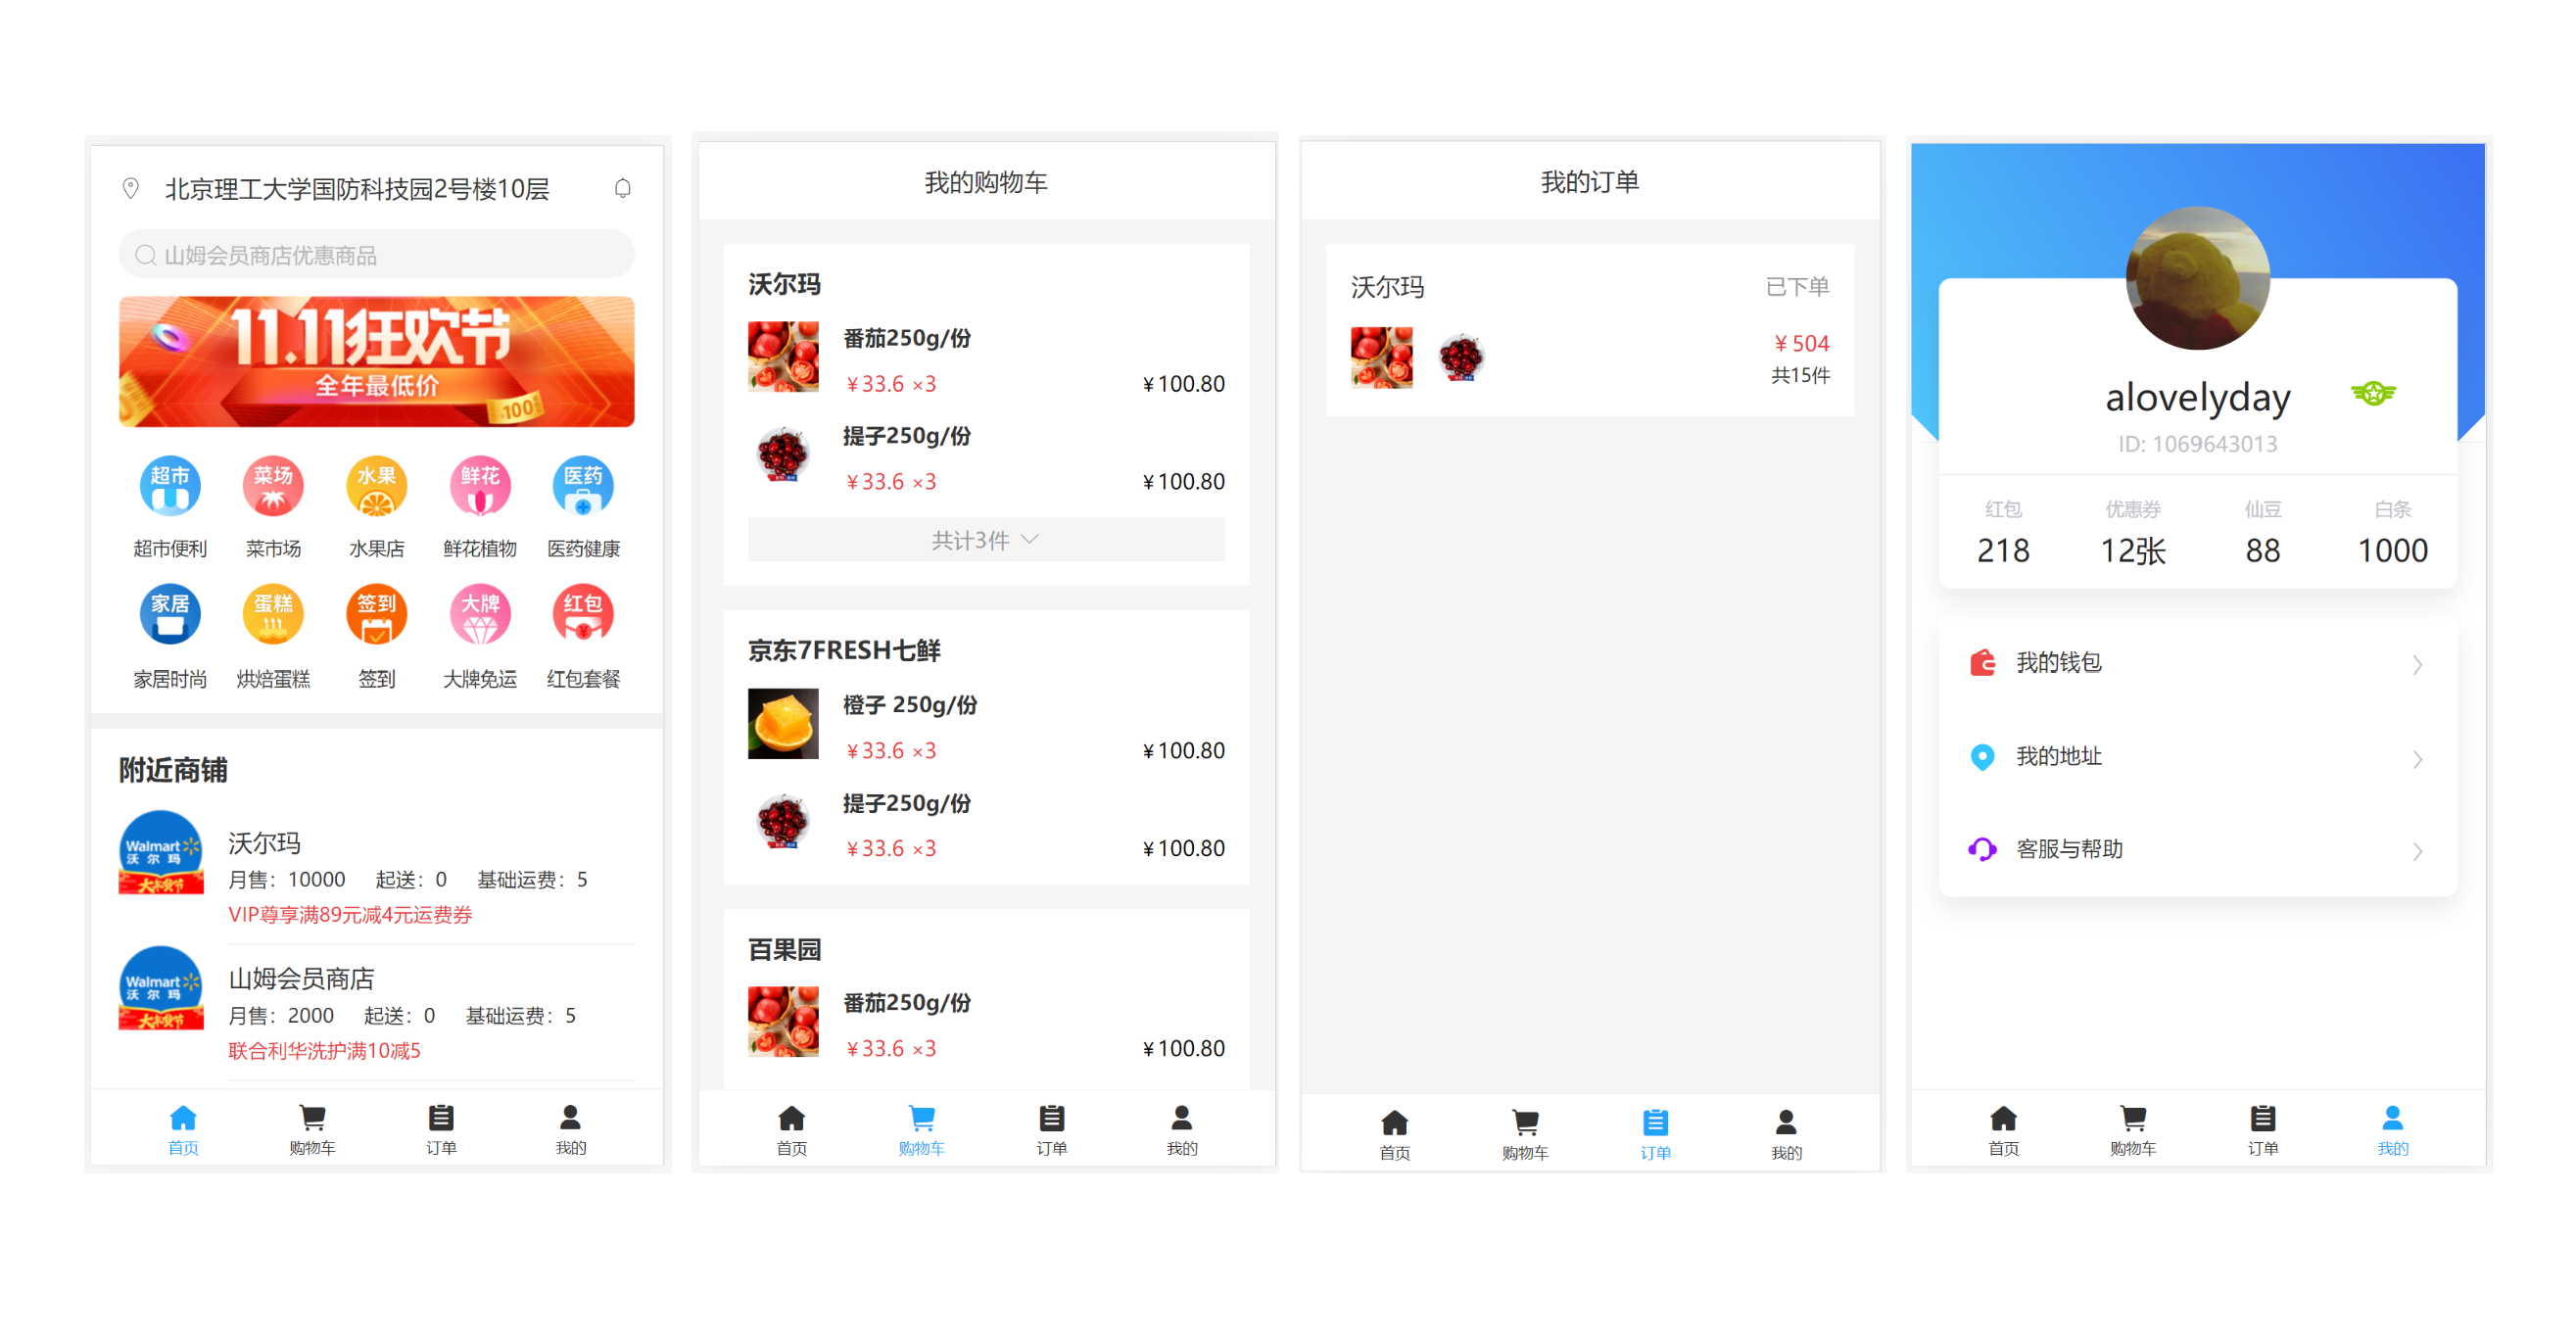 北京理工大学国防科技园2号楼10层
山姆会员商店优惠商品
11.11狂欢节
全年最低价
100
超市 菜场 水果 鲜花 医药
超市便利 菜市场 水果店 鲜花植物 医药健康
家居 蛋糕 签到 大牌 红包
家居时尚 烘焙蛋糕 签到 大牌免运 红包套餐
附近商铺
Walmart
沃尔玛
沃尔玛
月售：10000 起送：0 基础运费：5
VIP尊享满89元减4元运费券
Walmart
沃尔玛
山姆会员商店
月售：2000 起送：0 基础运费：5
联合利华洗护满10减5
首页 购物车 订单 我的
我的购物车
沃尔玛
番茄250g/份
¥33.6 ×3 ¥100.80
提子250g/份
¥33.6 ×3 ¥100.80
共计3件
京东7FRESH七鲜
橙子 250g/份
¥33.6 ×3 ¥100.80
提子250g/份
¥33.6 ×3 ¥100.80
百果园
番茄250g/份
¥33.6 ×3 ¥100.80
首页 购物车 订单 我的
我的订单
沃尔玛 已下单
¥504
共15件
首页 购物车 订单 我的
alovelyday
ID: 1069643013
红包 优惠券 仙豆 白条
218 12张 88 1000
我的钱包
我的地址
客服与帮助
首页 购物车 订单 我的